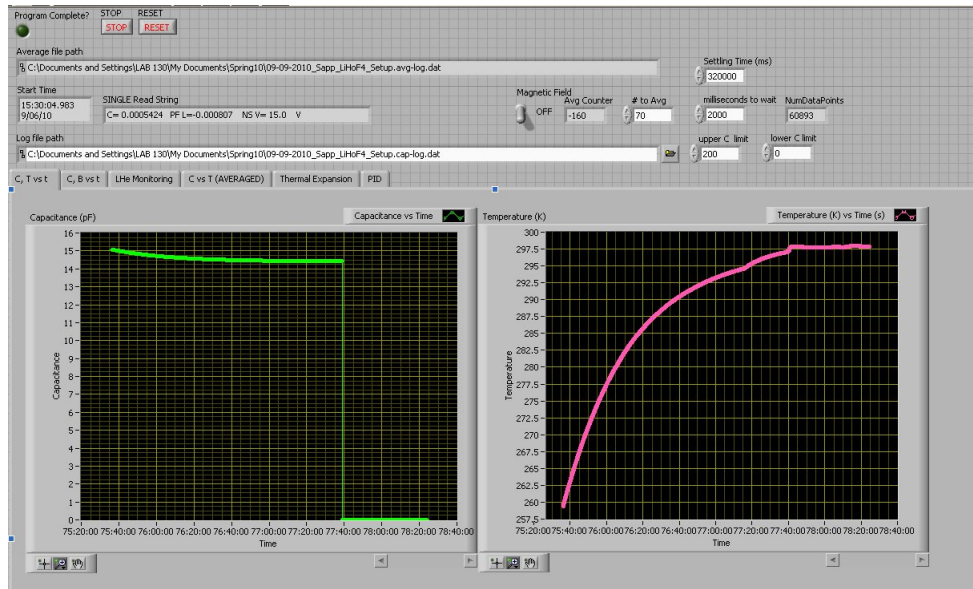 Program Complete? STOP RESET
STOP RESET
Average file path
C:\Documents and Settings\LAB 130\My Documents\Spring10\09-09-2010_Sapp_LiHoF4_Setup.avg-log.dat
Settling Time (ms)
320000
Start Time
15:30:04.983
9/06/10
SINGLE Read String
C= 0.0005424 PF L=-0.000807 NS V= 15.0 V
Magnetic Field
OFF
Avg Counter
-160
# to Avg
70
milliseconds to wait
2000
NumDataPoints
60893
Log file path
C:\Documents and Settings\LAB 130\My Documents\Spring10\09-09-2010_Sapp_LiHoF4_Setup.cap-log.dat
upper C limit
200
lower C limit
0
C, T vs t C, B vs t LHe Monitoring C vs T (AVERAGED) Thermal Expansion PID
Capacitance (pF)
Capacitance vs Time
16
15
14
13
12
11
10
9
8
7
6
5
4
3
2
1
0
Capacitance
75:20:00 75:40:00 76:00:00 76:20:00 76:40:00 77:00:00 77:20:00 77:40:00 78:00:00 78:20:00 78:40:00
Time
Temperature (K)
Temperature (K) vs Time (s)
300
297.5
295
292.5
290
287.5
285
282.5
280
277.5
275
272.5
270
267.5
265
262.5
260
257.5
Temperature
75:20:00 75:40:00 76:00:00 76:20:00 76:40:00 77:00:00 77:20:00 77:40:00 78:00:00 78:20:00 78:40:00
Time